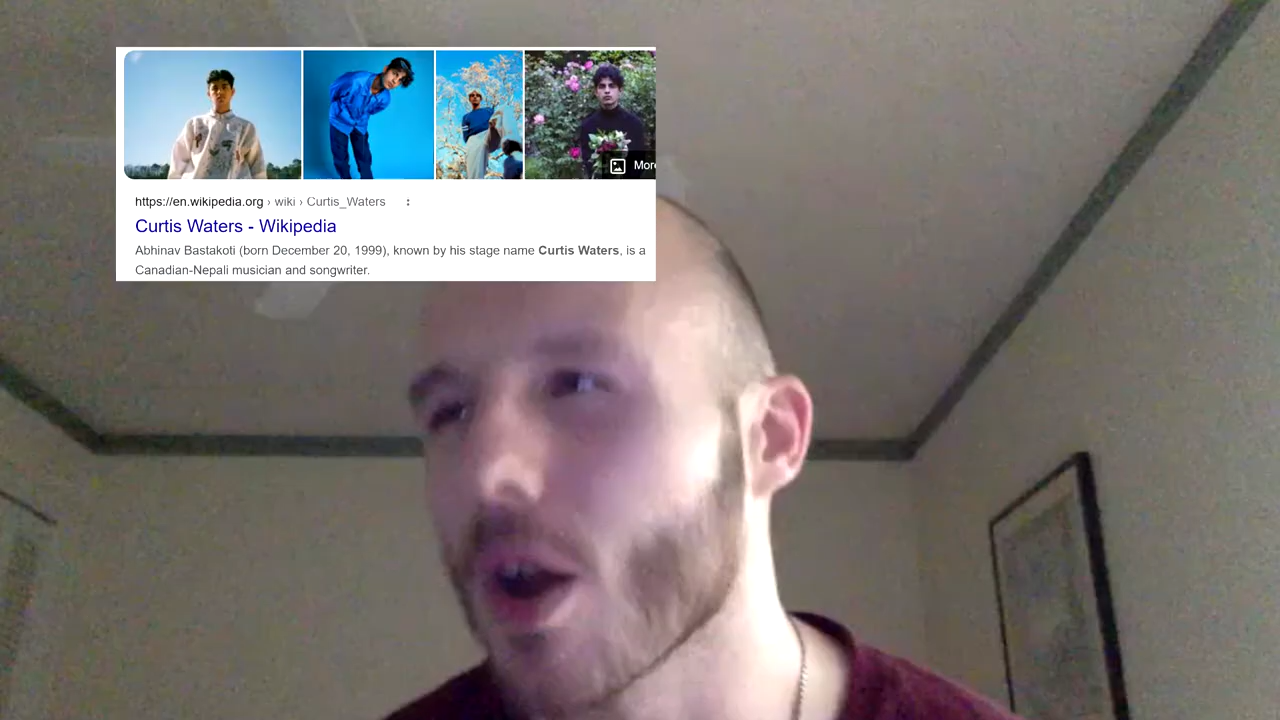 More
https://en.wikipedia.org › wiki › Curtis_Waters
Curtis Waters - Wikipedia
Abhinav Bastakoti (born December 20, 1999), known by his stage name Curtis Waters, is a
Canadian-Nepali musician and songwriter.